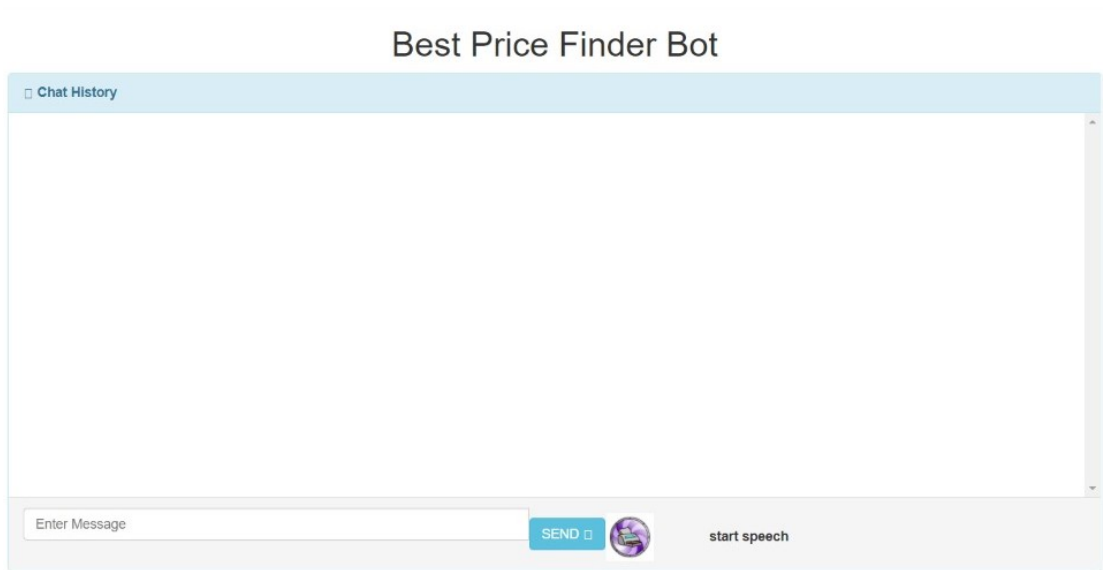 Best Price Finder Bot
Chat History
Enter Message
SEND
start speech